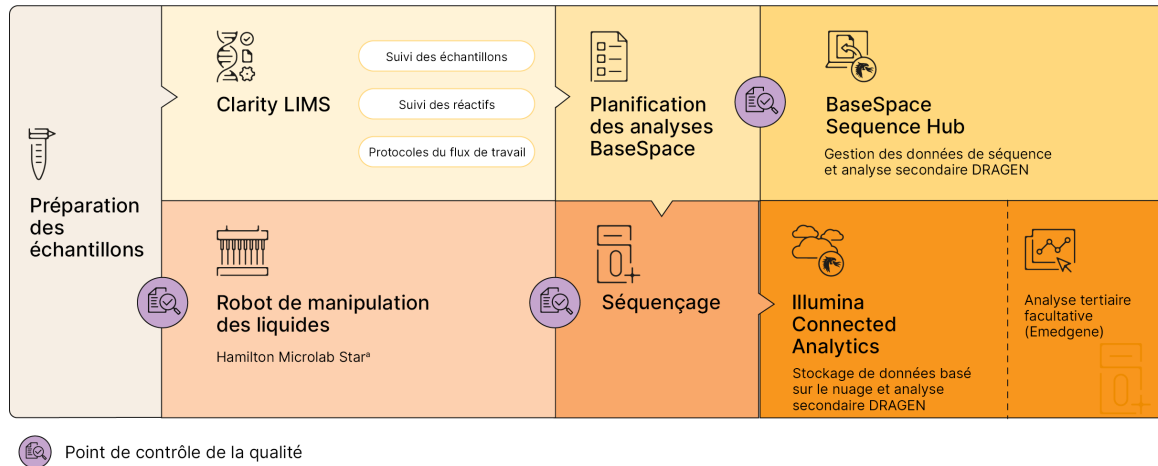 Préparation
des
échantillons
Clarity LIMS
Suivi des échantillons
Suivi des réactifs
Protocoles du flux de travail
Planification
des analyses
BaseSpace
BaseSpace
Sequence Hub
Gestion des données de séquence
et analyse secondaire DRAGEN
Robot de manipulation
des liquides
Hamilton Microlab Starᵃ
Séquençage
Illumina
Connected
Analytics
Stockage de données basé
sur le nuage et analyse
secondaire DRAGEN
Analyse tertiaire
facultative
(Emedgene)
Point de contrôle de la qualité